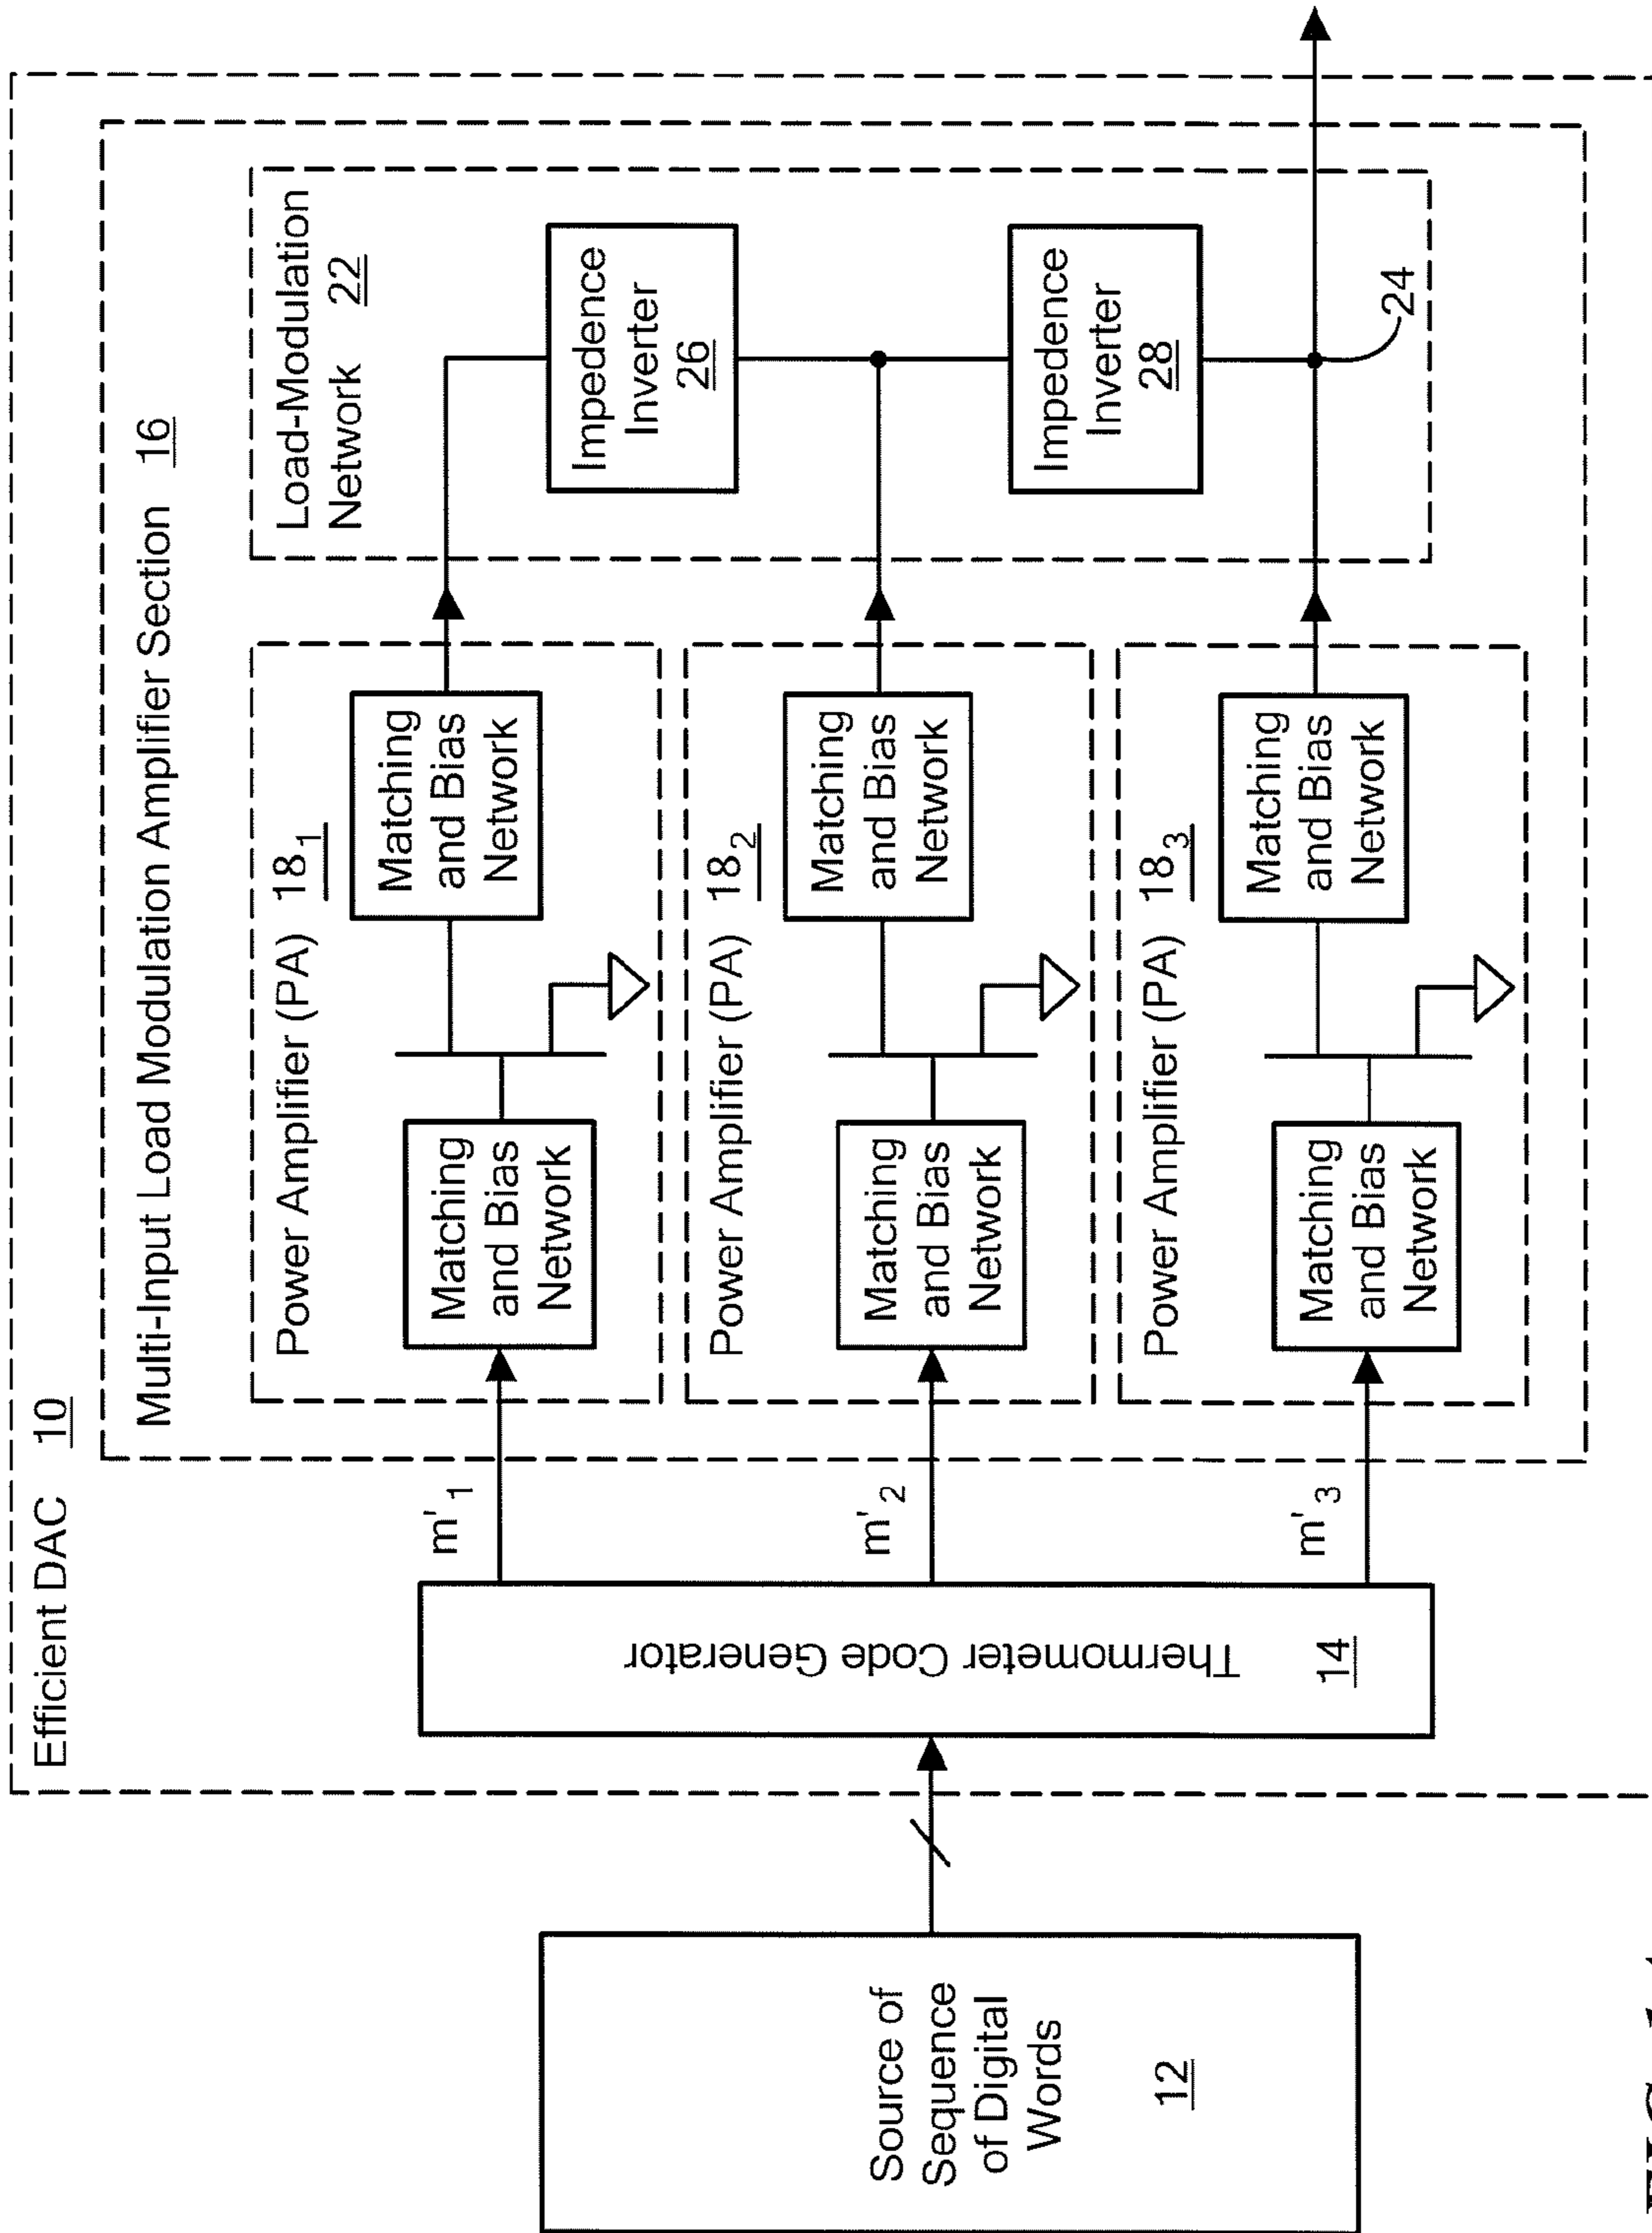 Efficient DAC 10
Multi-Input Load Modulation Amplifier Section 16
Load-Modulation
Network 22
Power Amplifier (PA) 18₁
Matching
and Bias
Network
Matching
and Bias
Network
Impedence
Inverter
26
m'₁
Power Amplifier (PA) 18₂
Matching
and Bias
Network
Matching
and Bias
Network
m'₂
Impedence
Inverter
28
Power Amplifier (PA) 18₃
Matching
and Bias
Network
Matching
and Bias
Network
m'₃
24
Thermometer Code Generator
14
Source of
Sequence
of Digital
Words
12